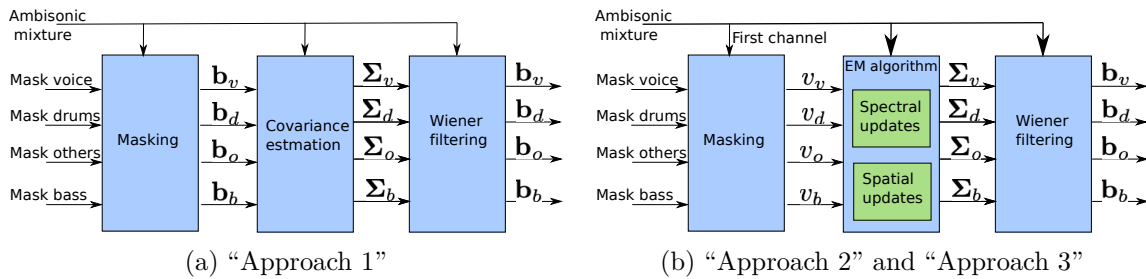 Ambisonic
mixture
Mask voice
Mask drums
Mask others
Mask bass
Masking
b_v
b_d
b_o
b_b
Covariance
estmation
Σ_v
Σ_d
Σ_o
Σ_b
Wiener
filtering
b_v
b_d
b_o
b_b
(a) “Approach 1”
Ambisonic
mixture
First channel
Mask voice
Mask drums
Mask others
Mask bass
Masking
v_v
v_d
v_o
v_b
EM algorithm
Spectral
updates
Spatial
updates
Σ_v
Σ_d
Σ_o
Σ_b
Wiener
filtering
b_v
b_d
b_o
b_b
(b) “Approach 2” and “Approach 3”